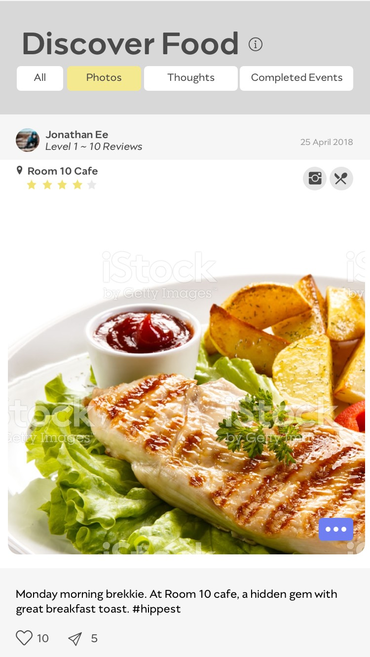 Discover Food
All
Photos
Thoughts
Completed Events
Jonathan Ee
Level 1 ~ 10 Reviews
25 April 2018
Room 10 Cafe
iStock
by Getty Images
iStock
Getty Images
iStock
by Getty Images
iStock
Monday morning brekkie. At Room 10 cafe, a hidden gem with
great breakfast toast. #hippest
10
5